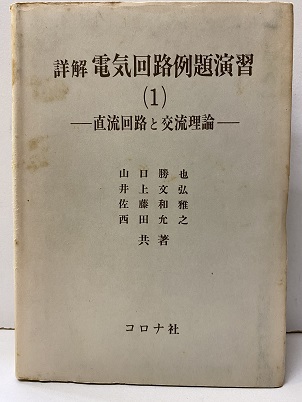 詳解 電気回路例題演習
(1)
―直流回路と交流理論―
山口勝也
井上文弘
佐藤和雅
西田允之
共著
コロナ社